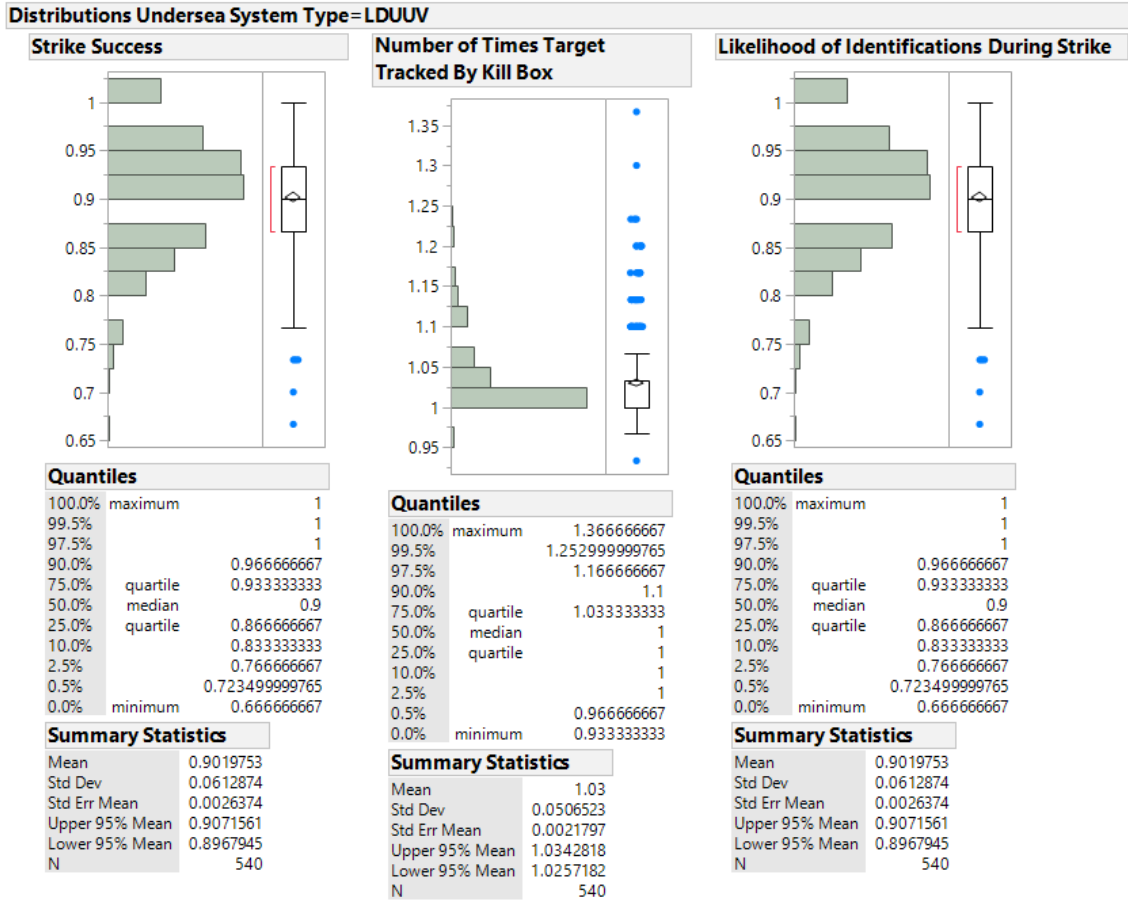 Distributions Undersea System Type=LDUUV
Strike Success
1
0.95
0.9
0.85
0.8
0.75
0.7
0.65
Quantiles
100.0% maximum 1
99.5% 1
97.5% 1
90.0% 0.966666667
75.0% quartile 0.933333333
50.0% median 0.9
25.0% quartile 0.866666667
10.0% 0.833333333
2.5% 0.766666667
0.5% 0.723499999765
0.0% minimum 0.666666667
Summary Statistics
Mean 0.9019753
Std Dev 0.0612874
Std Err Mean 0.0026374
Upper 95% Mean 0.9071561
Lower 95% Mean 0.8967945
N 540
Number of Times Target
Tracked By Kill Box
1.35
1.3
1.25
1.2
1.15
1.1
1.05
1
0.95
Quantiles
100.0% maximum 1.366666667
99.5% 1.252999999765
97.5% 1.166666667
90.0% 1.1
75.0% quartile 1.033333333
50.0% median 1
25.0% quartile 1
10.0% 1
2.5% 1
0.5% 0.966666667
0.0% minimum 0.933333333
Summary Statistics
Mean 1.03
Std Dev 0.0506523
Std Err Mean 0.0021797
Upper 95% Mean 1.0342818
Lower 95% Mean 1.0257182
N 540
Likelihood of Identifications During Strike
1
0.95
0.9
0.85
0.8
0.75
0.7
0.65
Quantiles
100.0% maximum 1
99.5% 1
97.5% 1
90.0% 0.966666667
75.0% quartile 0.933333333
50.0% median 0.9
25.0% quartile 0.866666667
10.0% 0.833333333
2.5% 0.766666667
0.5% 0.723499999765
0.0% minimum 0.666666667
Summary Statistics
Mean 0.9019753
Std Dev 0.0612874
Std Err Mean 0.0026374
Upper 95% Mean 0.9071561
Lower 95% Mean 0.8967945
N 540